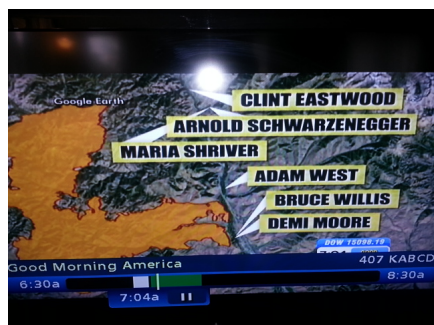 Google Earth
CLINT EASTWOOD
ARNOLD SCHWARZENEGGER
MARIA SHRIVER
ADAM WEST
BRUCE WILLIS
DEMI MOORE
DOW 15098.19
Good Morning America
407 KABCD
6:30a
8:30a
7:04a